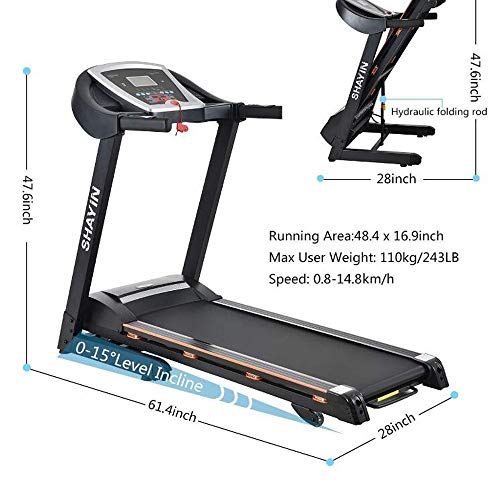 47.6inch
SHAYIN
Hydraulic folding rod
28inch
47.6inch
SHAYIN
Running Area:48.4 x 16.9inch
Max User Weight: 110kg/243LB
Speed: 0.8-14.8km/h
0-15°Level Incline
61.4inch
28inch